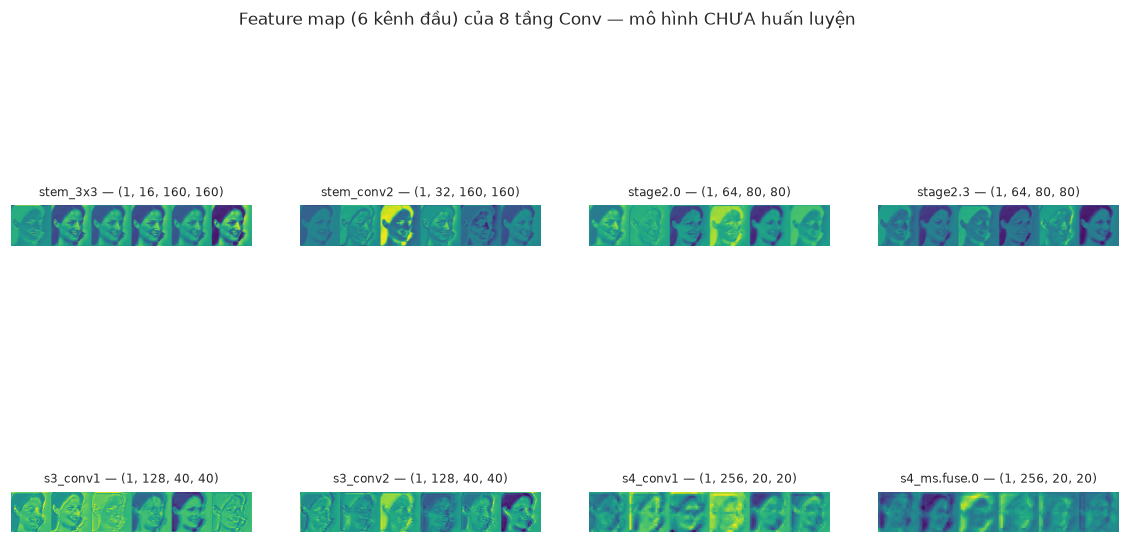 Feature map (6 kênh đầu) của 8 tầng Conv — mô hình CHƯA huấn luyện
stem_3x3 — (1, 16, 160, 160)
stem_conv2 — (1, 32, 160, 160)
stage2.0 — (1, 64, 80, 80)
stage2.3 — (1, 64, 80, 80)
s3_conv1 — (1, 128, 40, 40)
s3_conv2 — (1, 128, 40, 40)
s4_conv1 — (1, 256, 20, 20)
s4_ms.fuse.0 — (1, 256, 20, 20)